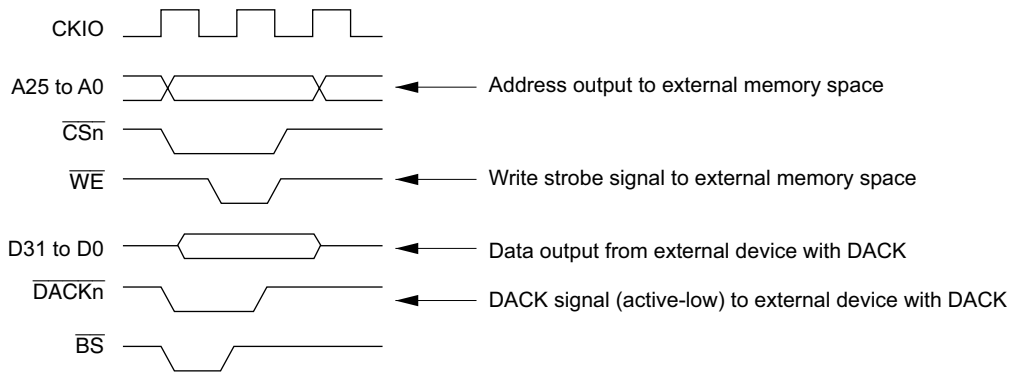 CKIO
A25 to A0 Address output to external memory space
CSn
WE Write strobe signal to external memory space
D31 to D0 Data output from external device with DACK
DACKn DACK signal (active-low) to external device with DACK
BS